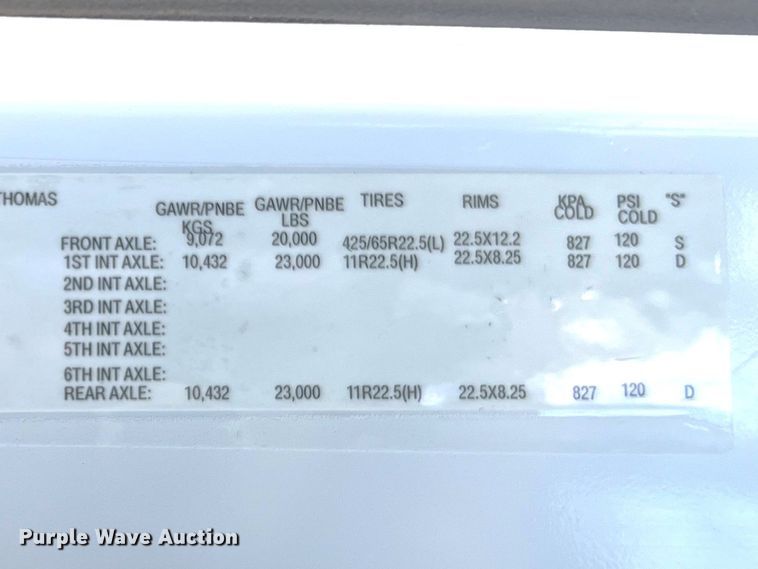 THOMAS
GAWR/PNBE KGS GAWR/PNBE LBS TIRES RIMS KPA COLD PSI COLD "S"
FRONT AXLE: 9,072 20,000 425/65R22.5(L) 22.5X12.2 827 120 S
1ST INT AXLE: 10,432 23,000 11R22.5(H) 22.5X8.25 827 120 D
2ND INT AXLE:
3RD INT AXLE:
4TH INT AXLE:
5TH INT AXLE:
6TH INT AXLE:
REAR AXLE: 10,432 23,000 11R22.5(H) 22.5X8.25 827 120 D
Purple Wave Auction